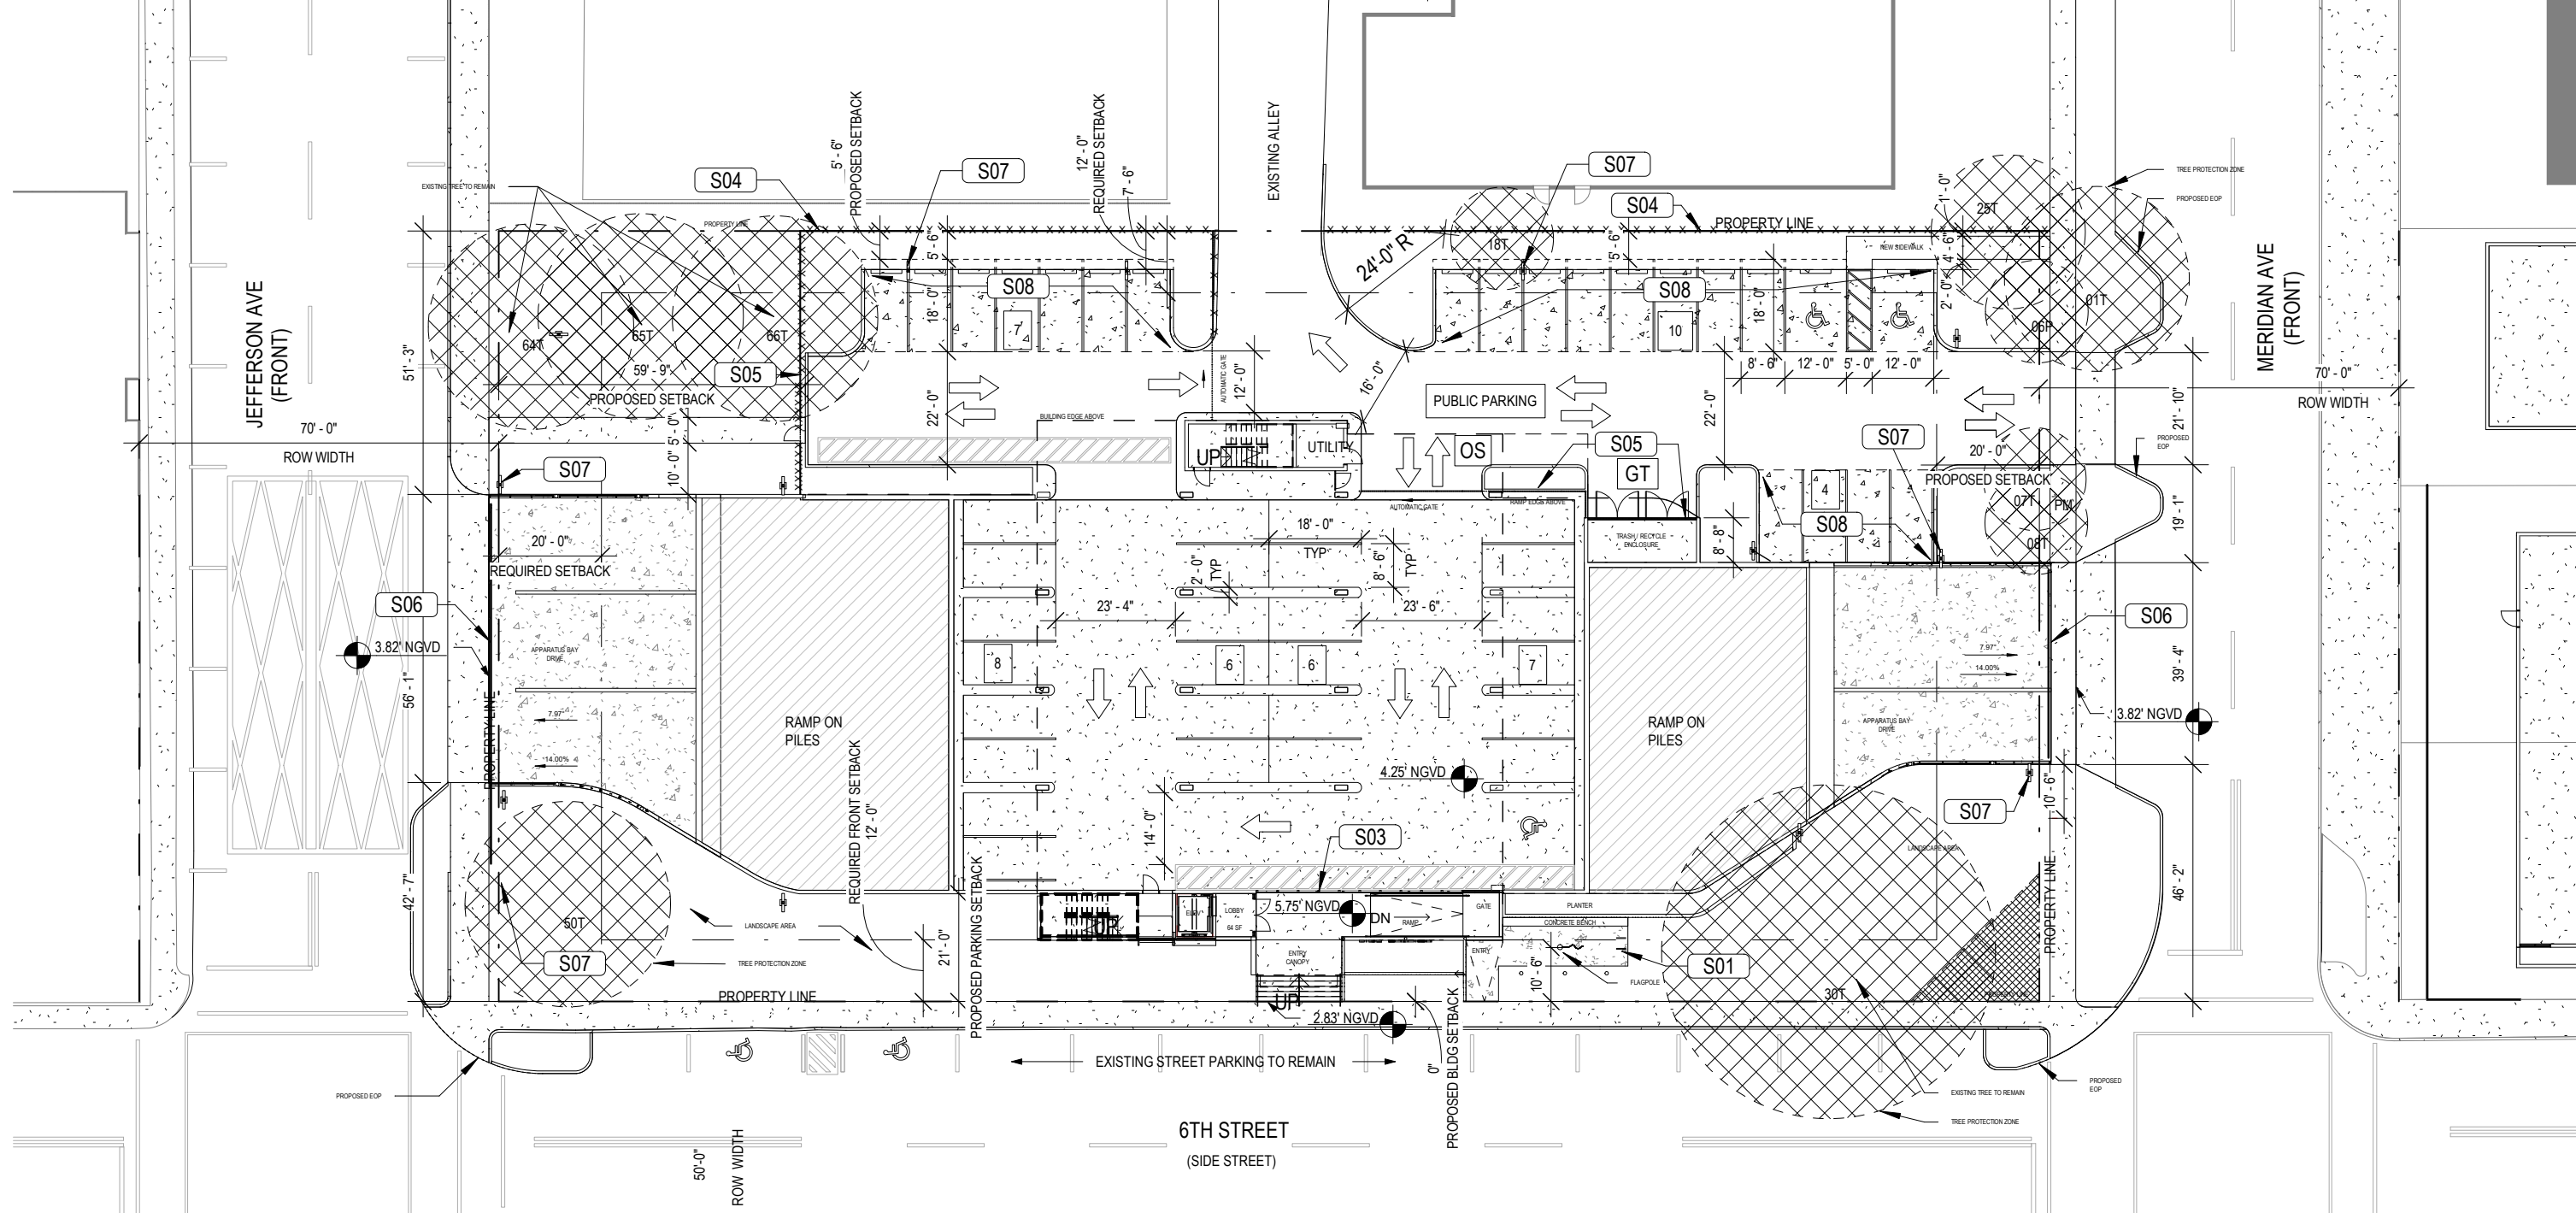 5' - 6"
PROPOSED SETBACK
12' - 0"
REQUIRED SETBACK
7' - 6"
EXISTING ALLEY
S04
S07
S07
S04
EXISTING TREE TO REMAIN
PROPERTY LINE
5' - 6"
24'-0" R
18T
5' - 6"
PROPERTY LINE
1' - 0"
25T
TREE PROTECTION ZONE
PROPOSED EOP
NEW SIDEWALK
4' - 6"
JEFFERSON AVE
(FRONT)
MERIDIAN AVE
(FRONT)
S08
S08
18' - 0"
7
10
18' - 0"
2' - 0"
01T
06P
64T
65T
66T
51' - 3"
59' - 9"
S05
PROPOSED SETBACK
AUTOMATIC GATE
12' - 0"
16' - 0"
8' - 6"
12' - 0"
5' - 0"
12' - 0"
PUBLIC PARKING
22' - 0"
22' - 0"
21' - 10"
70' - 0"
ROW WIDTH
70' - 0"
ROW WIDTH
BUILDING EDGE ABOVE
5' - 0"
10' - 0"
UP
UTILITY
OS
S05
GT
S07
PROPOSED
EOP
S07
20' - 0"
PROPOSED SETBACK
4
07T
PM
08T
S08
19' - 1"
RAMP EDGE ABOVE
AUTOMATIC GATE
18' - 0"
TYP
TRASH / RECYCLE
ENCLOSURE
8' - 8"
20' - 0"
REQUIRED SETBACK
2' - 0"
TYP
8' - 6"
TYP
23' - 4"
23' - 6"
S06
S06
3.82' NGVD
APPARATUS BAY
DRIVE
8
6
6
7
7.97"
14.00%
39' - 4"
56' - 1"
PROPERTY LINE
7.97"
14.00%
RAMP ON
PILES
RAMP ON
PILES
APPARATUS BAY
DRIVE
3.82' NGVD
4.25' NGVD
REQUIRED FRONT SETBACK
12' - 0"
S07
10' - 6"
14' - 0"
S03
LANDSCAPE AREA
PROPERTY LINE
46' - 2"
42' - 7"
50T
LANDSCAPE AREA
TREE PROTECTION ZONE
S07
21' - 0"
PROPOSED PARKING SETBACK
UP
ELEV
LOBBY
64 SF
5.75' NGVD
DN
RAMP
GATE
PLANTER
CONCRETE BENCH
ENTRY
CANOPY
ENTRY
10' - 6"
FLAGPOLE
S01
30T
UP
PROPERTY LINE
2.83' NGVD
PROPOSED BLDG SETBACK
0"
EXISTING STREET PARKING TO REMAIN
PROPOSED EOP
PROPOSED
EOP
EXISTING TREE TO REMAIN
TREE PROTECTION ZONE
6TH STREET
(SIDE STREET)
50'-0"
ROW WIDTH